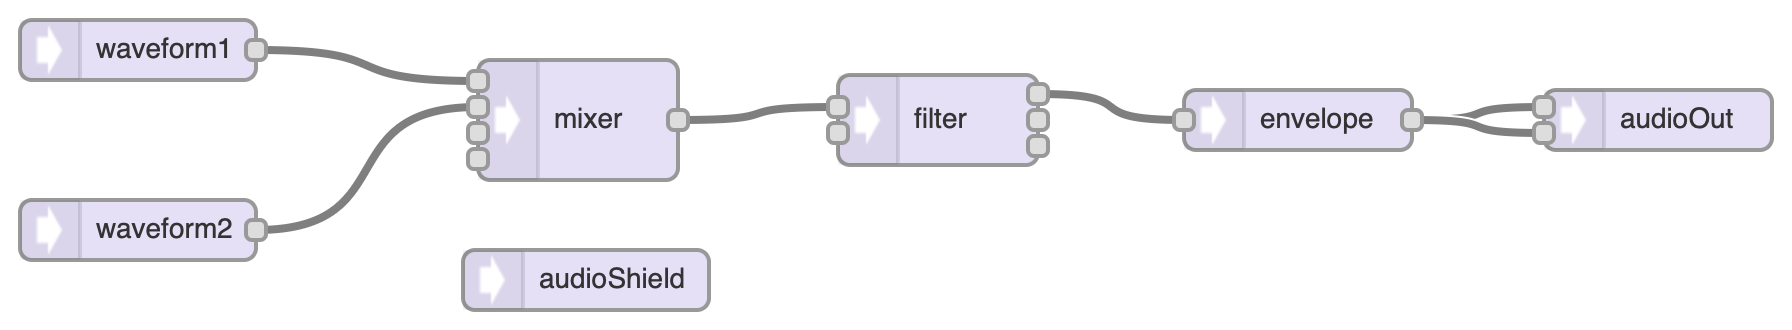 waveform1
mixer
filter
envelope
audioOut
waveform2
audioShield